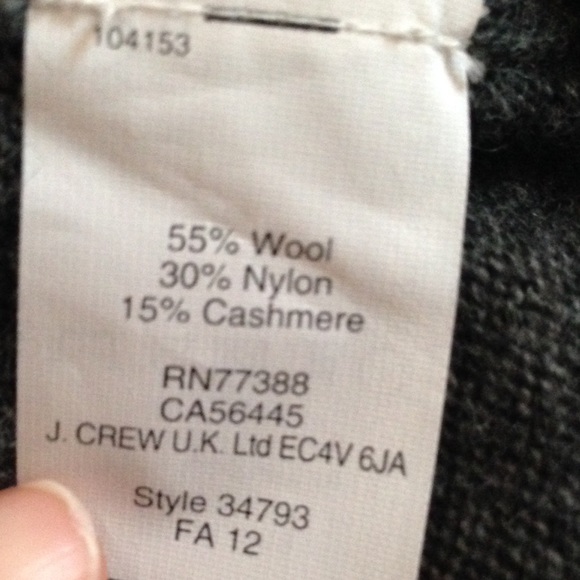 104153
55% Wool
30% Nylon
15% Cashmere
RN77388
CA56445
J. CREW U.K. Ltd EC4V 6JA
Style 34793
FA 12